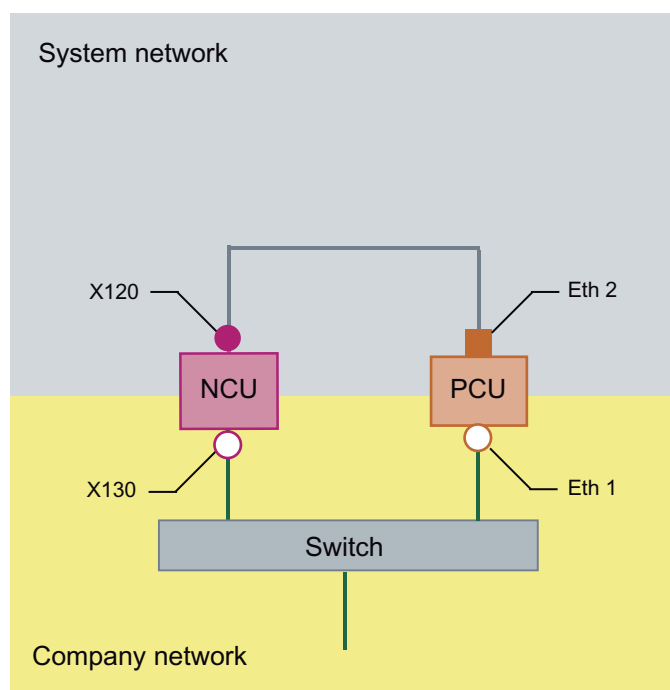 System network
X120
Eth 2
NCU
PCU
X130
Eth 1
Switch
Company network